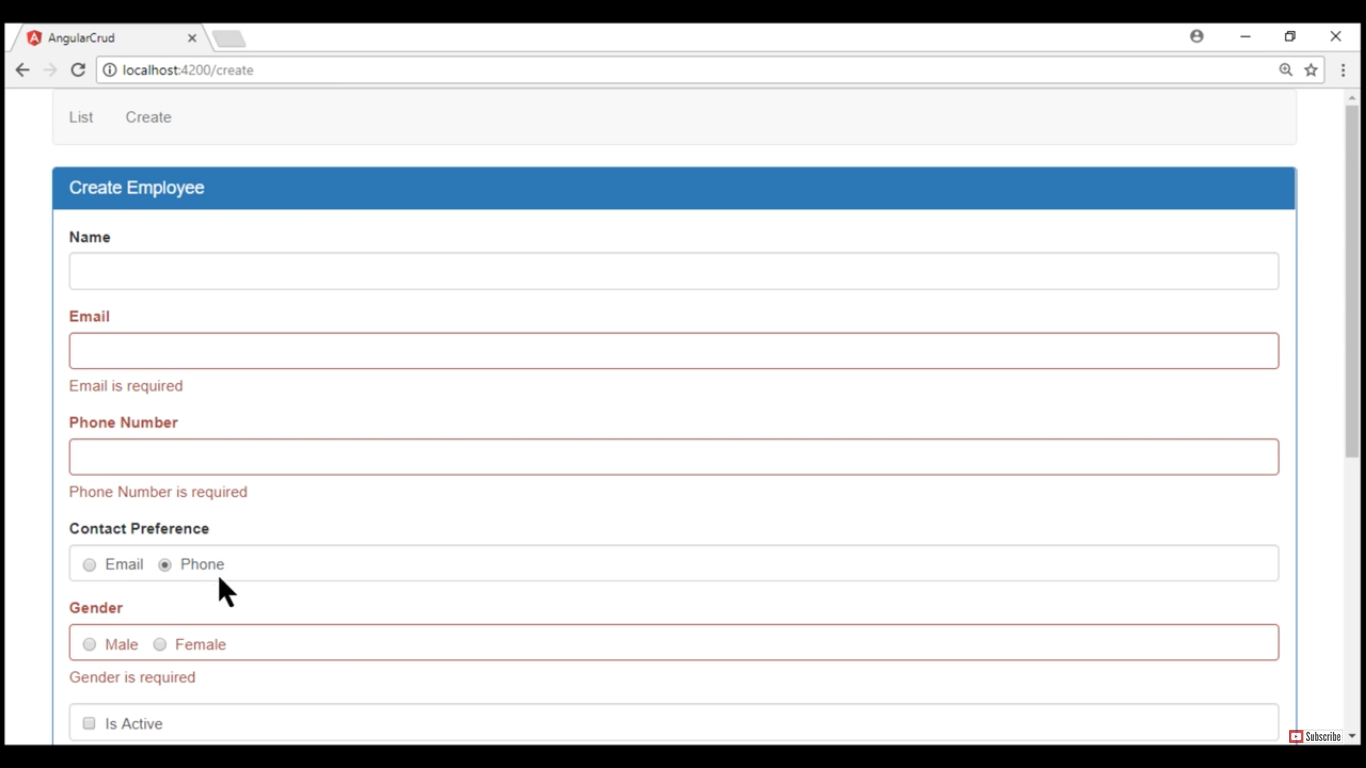 AngularCrud
localhost:4200/create
List Create
Create Employee
Name
Email
Email is required
Phone Number
Phone Number is required
Contact Preference
Email Phone
Gender
Male Female
Gender is required
Is Active
Subscribe